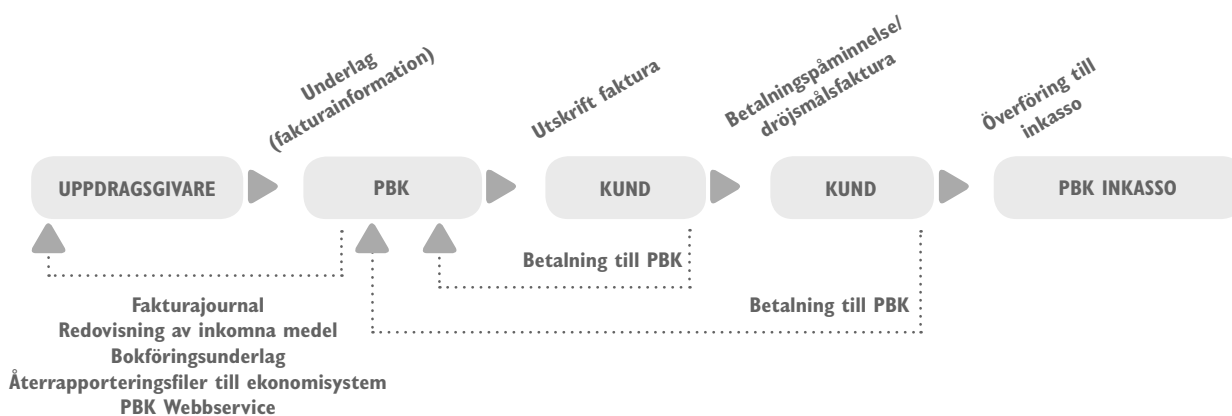 Underlag
(fakturainformation)
Utskrift faktura
Betalningspåminnelse/
dröjsmålsfaktura
Överföring till
inkasso
UPPDRAGSGIVARE
PBK
KUND
KUND
PBK INKASSO
Betalning till PBK
Betalning till PBK
Fakturajournal
Redovisning av inkomna medel
Bokföringsunderlag
Återrapporteringsfiler till ekonomisystem
PBK Webbservice